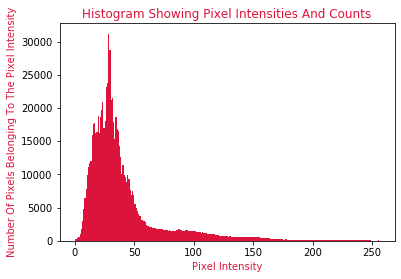 Histogram Showing Pixel Intensities And Counts
Number Of Pixels Belonging To The Pixel Intensity
30000
25000
20000
15000
10000
5000
0
0 50 100 150 200 250
Pixel Intensity